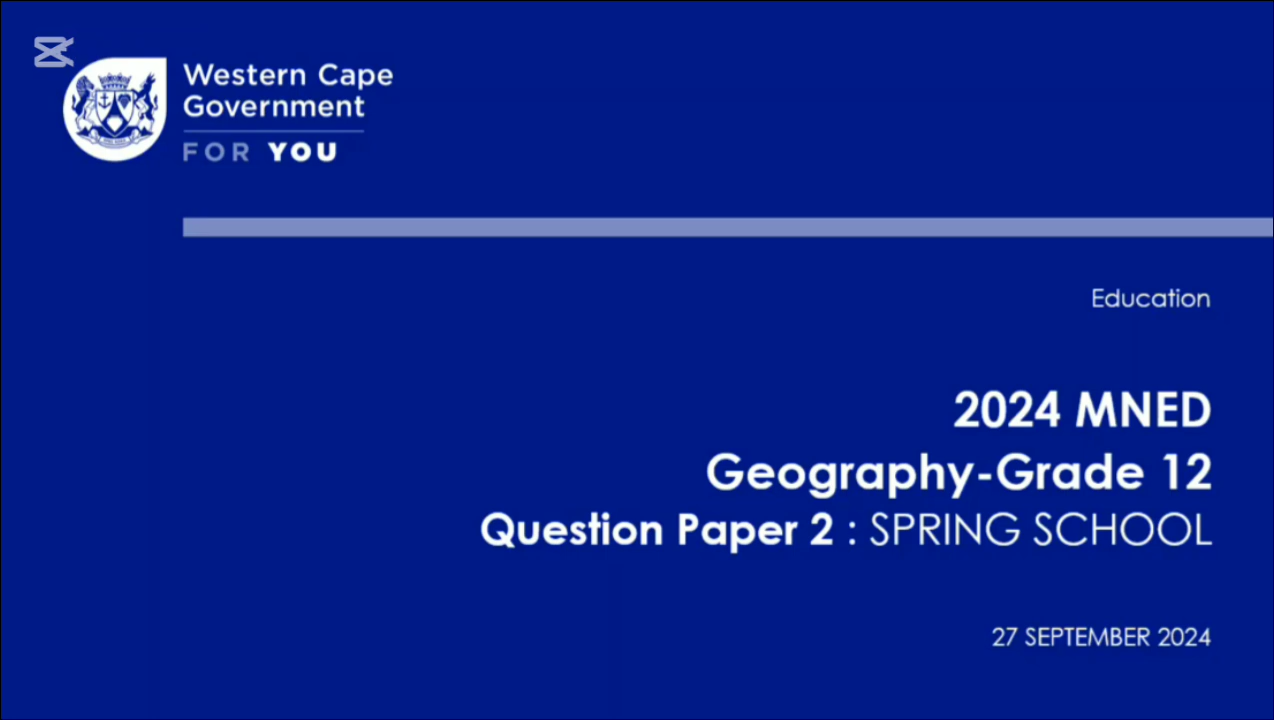 Western Cape
Government
FOR YOU
Education
2024 MNED
Geography-Grade 12
Question Paper 2 : SPRING SCHOOL
27 SEPTEMBER 2024